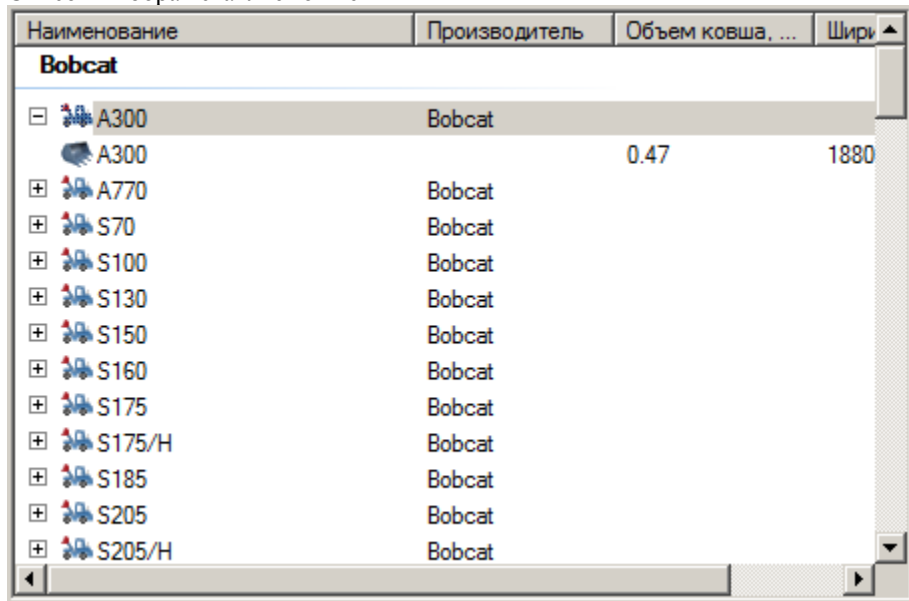 Наименование Производитель Объем ковша, ...
Bobcat
A300 Bobcat
A300 0.47 1880
A770 Bobcat
S70 Bobcat
S100 Bobcat
S130 Bobcat
S150 Bobcat
S160 Bobcat
S175 Bobcat
S175/H Bobcat
S185 Bobcat
S205 Bobcat
S205/H Bobcat